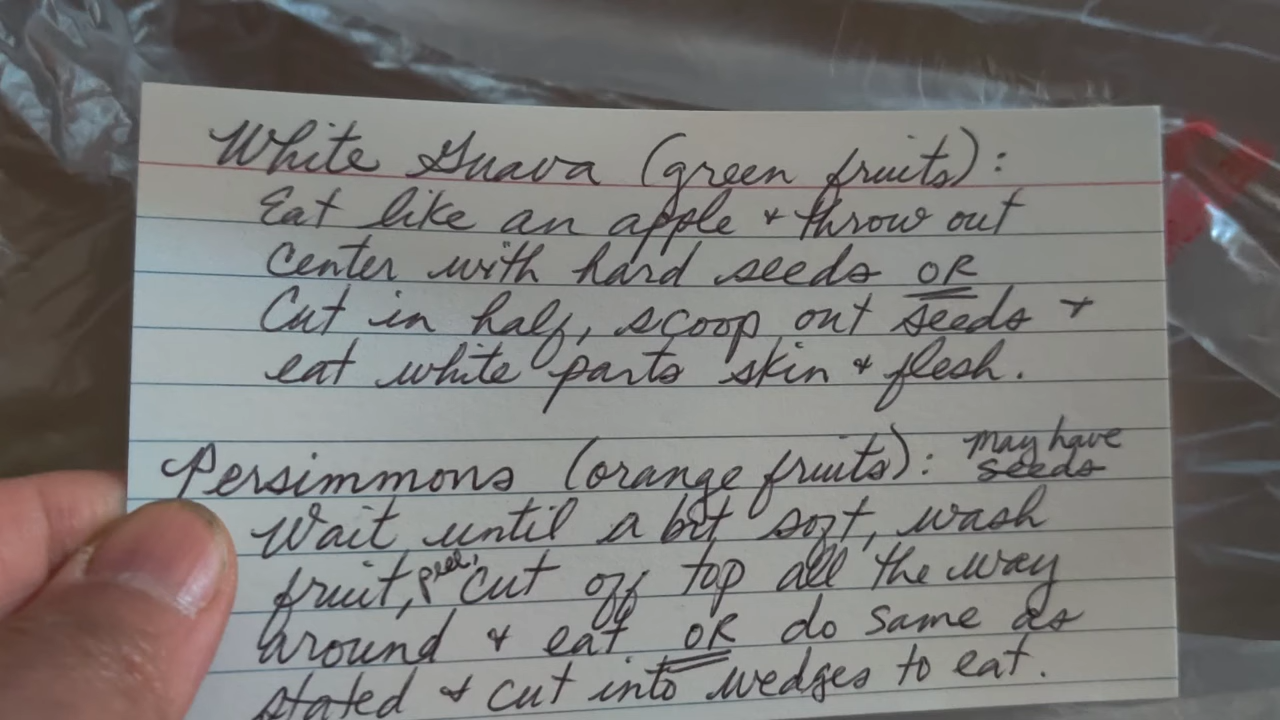 White Guava (green fruits):
Eat like an apple & throw out
center with hard seeds OR
Cut in half, scoop out seeds &
eat white parts skin & flesh.
Persimmons (orange fruits): may have
seeds
Wait until a bit soft, wash
fruit, peel, cut off top all the way
around & eat OR do same as
stated & cut into wedges to eat.